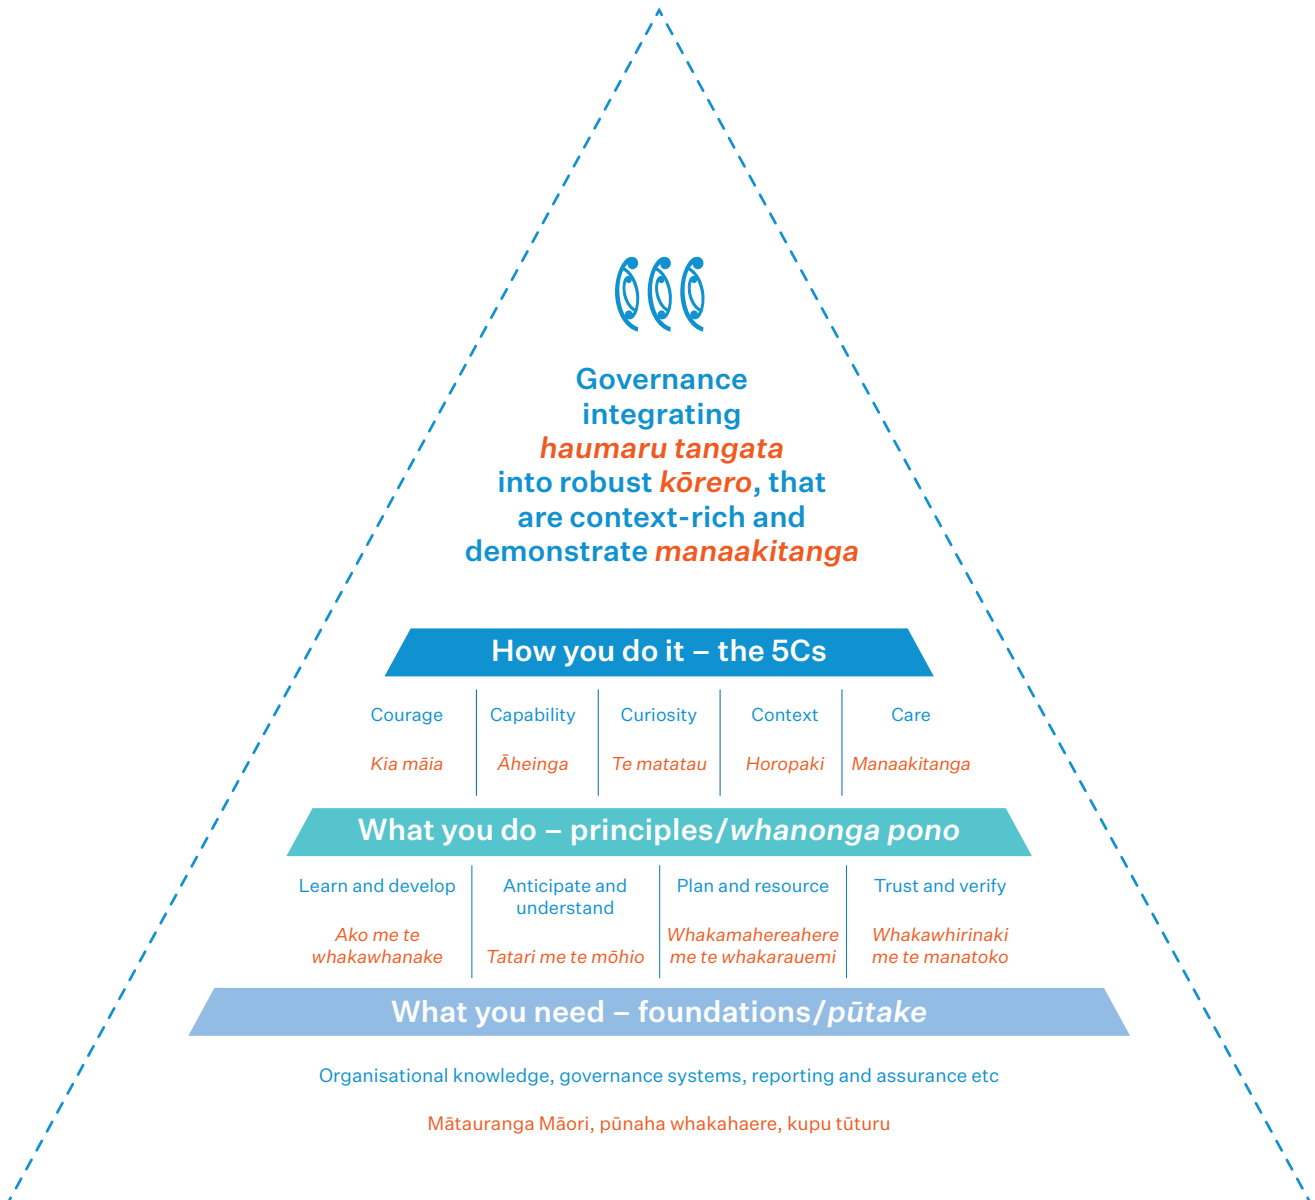 Governance
integrating
haumaru tangata
into robust kōrero, that
are context-rich and
demonstrate manaakitanga
How you do it – the 5Cs
Courage
Kia māia
Capability
Āheinga
Curiosity
Te matatau
Context
Horopaki
Care
Manaakitanga
What you do – principles/whanonga pono
Learn and develop
Ako me te
whakawhanake
Anticipate and
understand
Tatari me te mōhio
Plan and resource
Whakamahereahere
me te whakarauemi
Trust and verify
Whakawhirinaki
me te manatoko
What you need – foundations/pūtake
Organisational knowledge, governance systems, reporting and assurance etc
Mātauranga Māori, pūnaha whakahaere, kupu tūturu